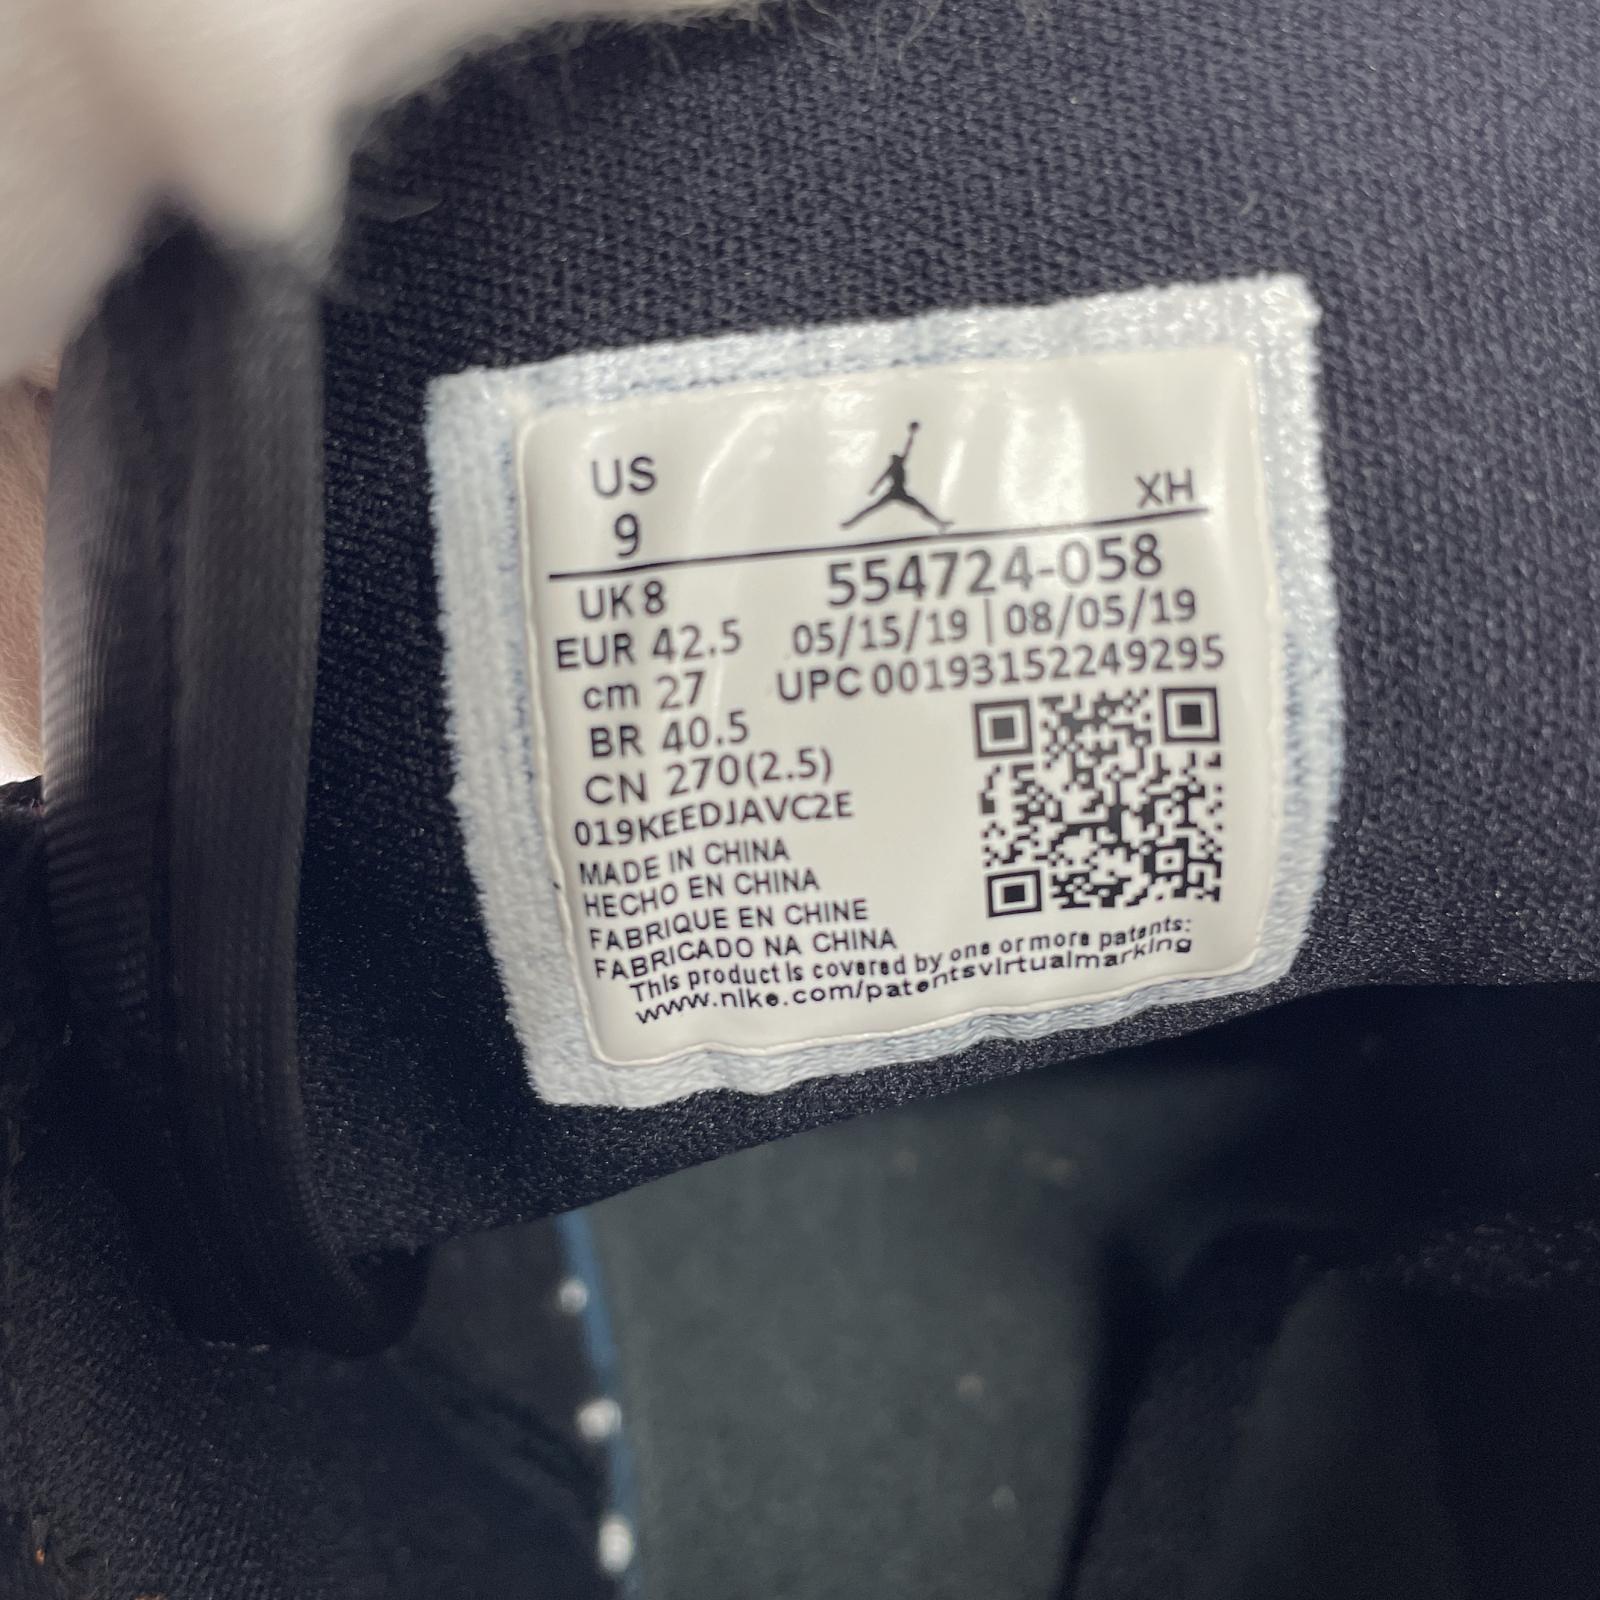 US
9
XH
UK 8
554724-058
EUR 42.5
05/15/19 | 08/05/19
cm 27
UPC 00193152249295
BR 40.5
CN 270(2.5)
019KEEDJAVC2E
MADE IN CHINA
HECHO EN CHINA
FABRIQUE EN CHINE
FABRICADO NA CHINA
This product is covered by one or more patents:
www.nike.com/patentsvirtualmarking